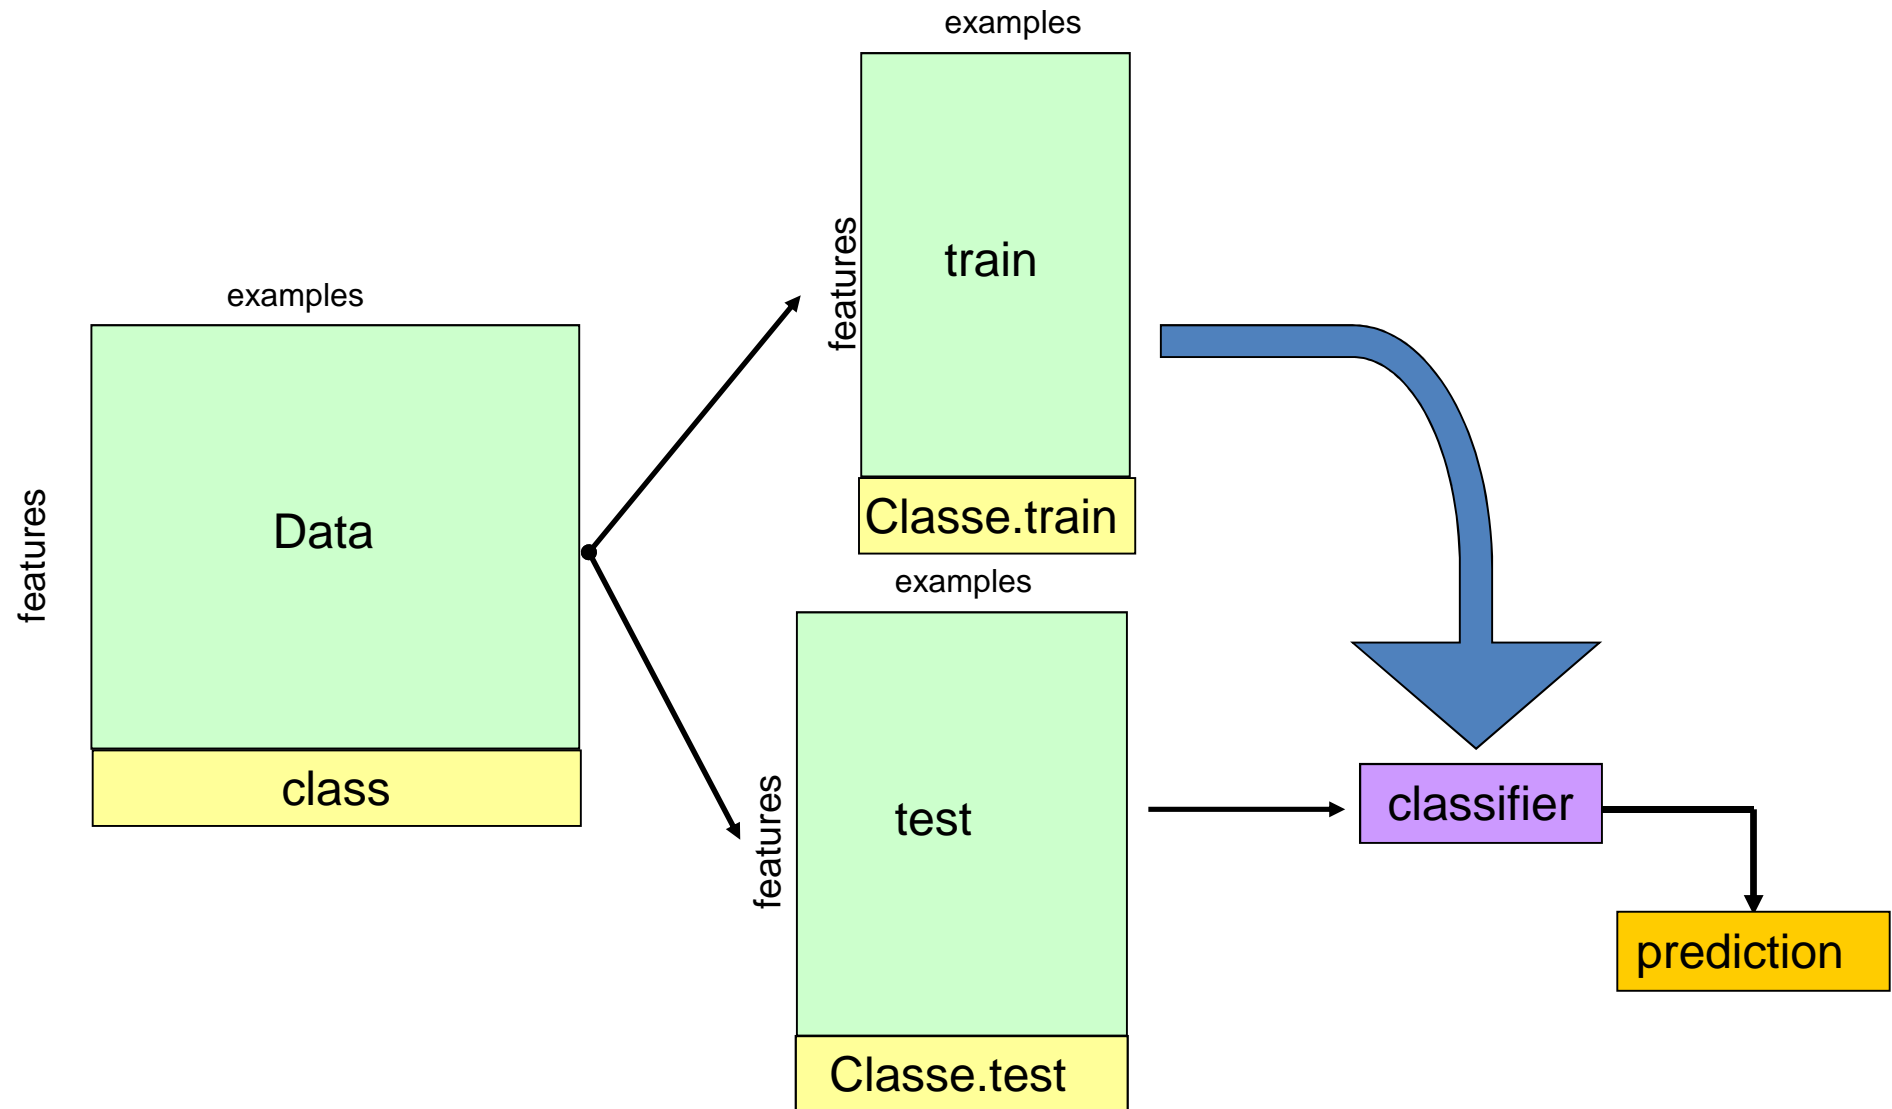 examples
features
train
Classe.train
examples
features
Data
class
examples
features
test
Classe.test
classifier
prediction